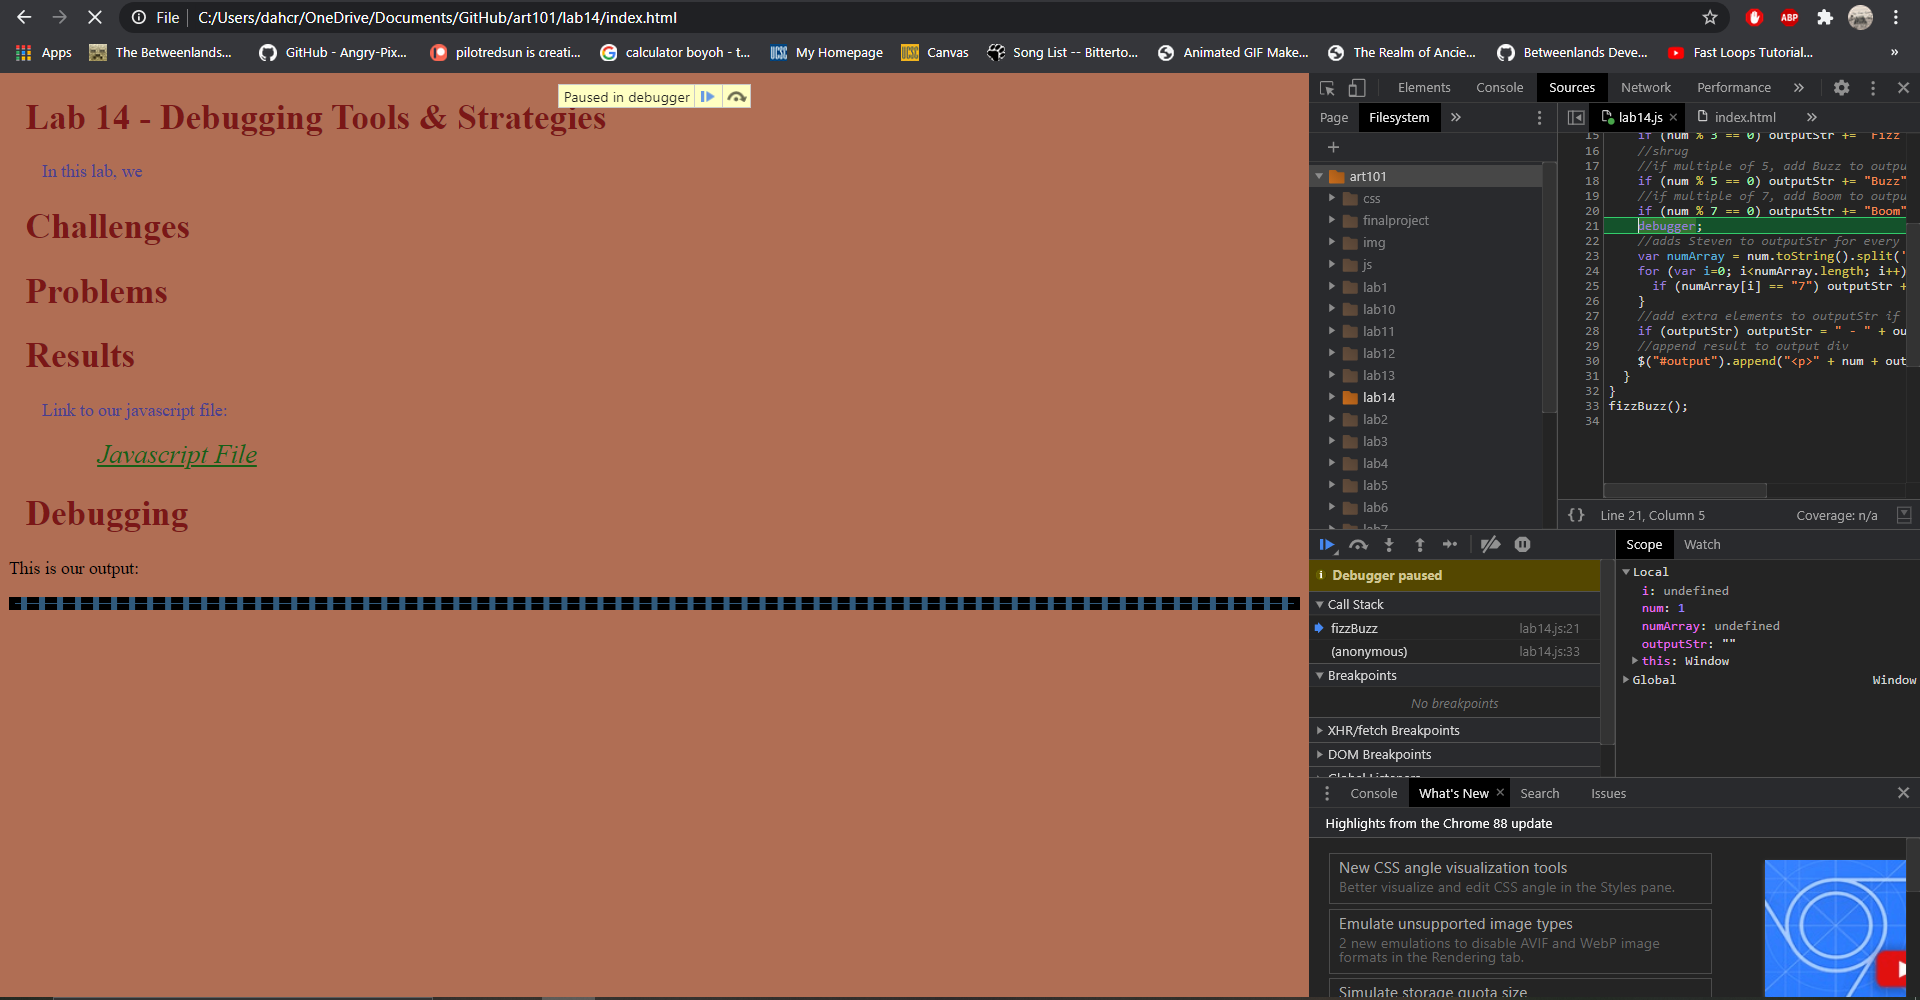 File C:/Users/dahcr/OneDrive/Documents/GitHub/art101/lab14/index.html
ABP
Apps The Betweenlands... GitHub - Angry-Pix... pilotredsun is creati... calculator boyoh - t... UCSC My Homepage UCSC Canvas Song List -- Bitterto... Animated GIF Make... The Realm of Ancie... Betweenlands Deve... Fast Loops Tutorial... »
Paused in debugger
Lab 14 - Debugging Tools & Strategies
In this lab, we
Challenges
Problems
Results
Link to our javascript file:
Javascript File
Debugging
This is our output:
Elements Console Sources Network Performance »
Page Filesystem »
art101
css
finalproject
img
js
lab1
lab10
lab11
lab12
lab13
lab14
lab2
lab3
lab4
lab5
lab6
lab7
lab14.js × index.html »
15 if (num % 3 == 0) outputStr += "Fizz
16 //shrug
17 //if multiple of 5, add Buzz to outpu
18 if (num % 5 == 0) outputStr += "Buzz"
19 //if multiple of 7, add Boom to outpu
20 if (num % 7 == 0) outputStr += "Boom"
21 debugger;
22 //adds Steven to outputStr for every
23 var numArray = num.toString().split('
24 for (var i=0; i<numArray.length; i++)
25 if (numArray[i] == "7") outputStr +
26 }
27 //add extra elements to outputStr if
28 if (outputStr) outputStr = " - " + ou
29 //append result to output div
30 $("#output").append("<p>" + num + out
31 }
32 }
33 fizzBuzz();
34
{} Line 21, Column 5 Coverage: n/a
Debugger paused
Call Stack
fizzBuzz lab14.js:21
(anonymous) lab14.js:33
Breakpoints
No breakpoints
XHR/fetch Breakpoints
DOM Breakpoints
Global Listeners
Scope Watch
Local
i: undefined
num: 1
numArray: undefined
outputStr: ""
this: Window
Global Window
Console What's New × Search Issues
Highlights from the Chrome 88 update
New CSS angle visualization tools
Better visualize and edit CSS angle in the Styles pane.
Emulate unsupported image types
2 new emulations to disable AVIF and WebP image
formats in the Rendering tab.
Simulate storage quota size